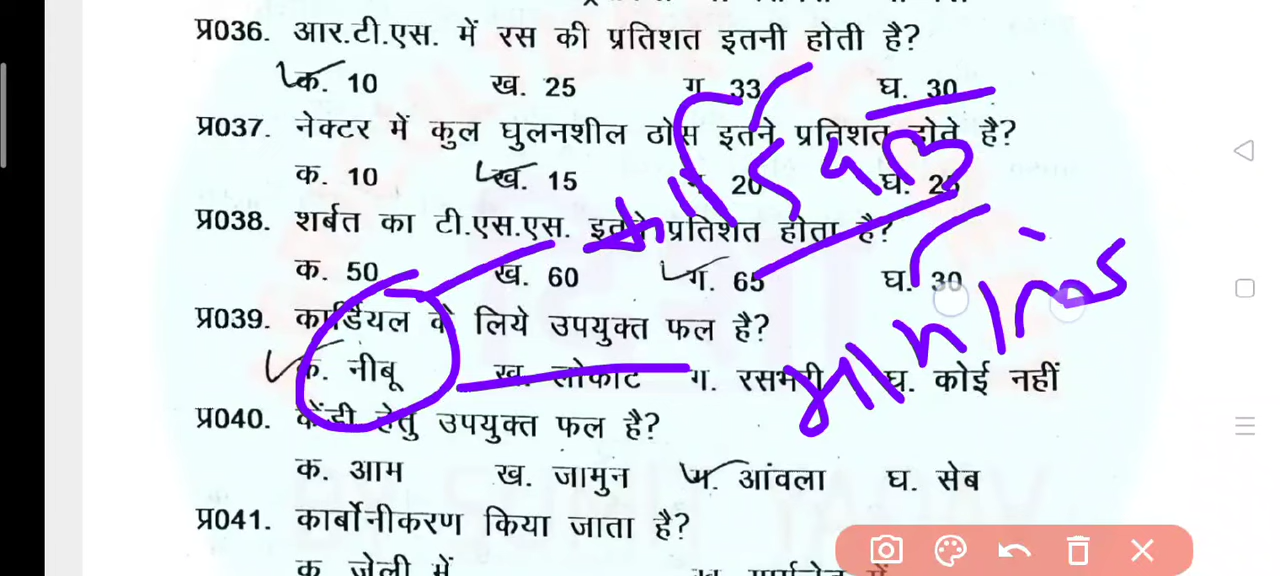 प्र036. आर.टी.एस. में रस की प्रतिशत इतनी होती है?
क. 10 ख. 25 ग. 33 घ. 30
प्र037. नेक्टर में कुल घुलनशील ठोस इतने प्रतिशत होते है?
क. 10 ख. 15 ग. 20 घ. 25
प्र038. शर्बत का टी.एस.एस. इतने प्रतिशत होता है?
क. 50 ख. 60 ग. 65 घ. 30
प्र039. कार्डियल के लिये उपयुक्त फल है?
क. नीबू ख. लोकाट ग. रसभरी घ. कोई नहीं
प्र040. केंडी हेतु उपयुक्त फल है?
क. आम ख. जामुन ग. आंवला घ. सेब
प्र041. कार्बोनीकरण किया जाता है?
क जेली में